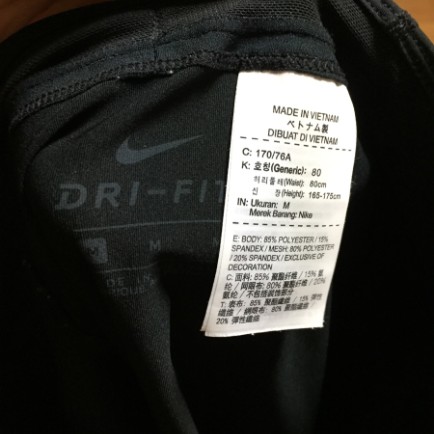 DRI-FIT
M
M
MADE IN VIETNAM
ベトナム製
DIBUAT DI VIETNAM
C: 170/76A
K: 호칭(Generic): 80
허리둘레(Waist): 80cm
신 장(Height): 165-175cm
IN: Ukuran: M
Merek Barang: Nike
E: BODY: 85% POLYESTER / 15%
SPANDEX / MESH: 80% POLYESTER
/ 20% SPANDEX / EXCLUSIVE OF
DECORATION
C: 面料: 85% 聚酯纤维 / 15% 氨
纶 / 网眼布: 80% 聚酯纤维 / 20%
氨纶 / 不包括装饰部分
T: 表布: 85% 聚酯纖維 / 15% 彈性
纖維 / 網眼布: 80% 聚酯纖維 /
20% 彈性纖維